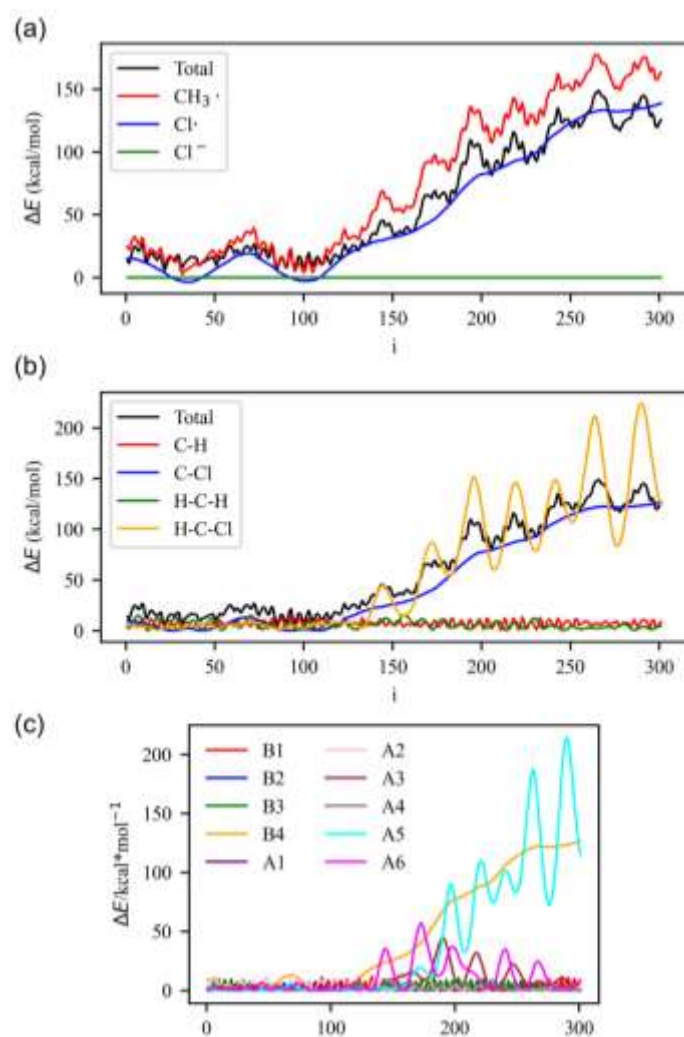 (a)
Total
CH₃ ·
Cl·
Cl⁻
ΔE (kcal/mol)
150
100
50
0
0 50 100 150 200 250 300
i
(b)
Total
C-H
C-Cl
H-C-H
H-C-Cl
ΔE (kcal/mol)
200
150
100
50
0
0 50 100 150 200 250 300
i
(c)
B1 A2
B2 A3
B3 A4
B4 A5
A1 A6
ΔE/kcal*mol⁻¹
200
150
100
50
0
0 100 200 300